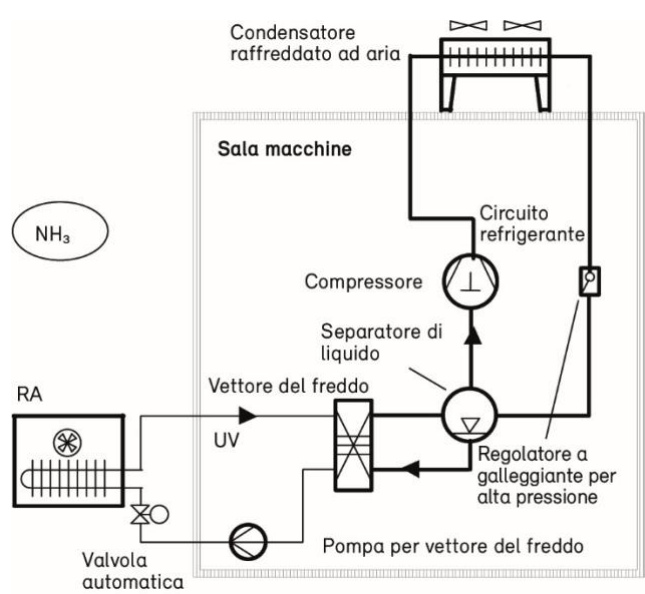 Condensatore
raffreddato ad aria
Sala macchine
NH₃
Circuito
refrigerante
Compressore
Separatore di
liquido
RA
Vettore del freddo
UV
Regolatore a
galleggiante per
alta pressione
Pompa per vettore del freddo
Valvola
automatica